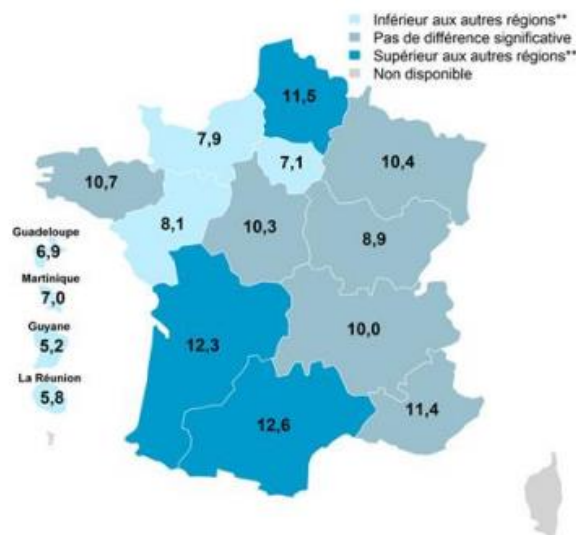 Inférieur aux autres régions**
Pas de différence significative
Supérieur aux autres régions**
Non disponible
11,5
7,9
7,1
10,4
10,7
8,1
10,3
8,9
Guadeloupe
6,9
Martinique
7,0
Guyane
5,2
La Réunion
5,8
10,0
12,3
11,4
12,6